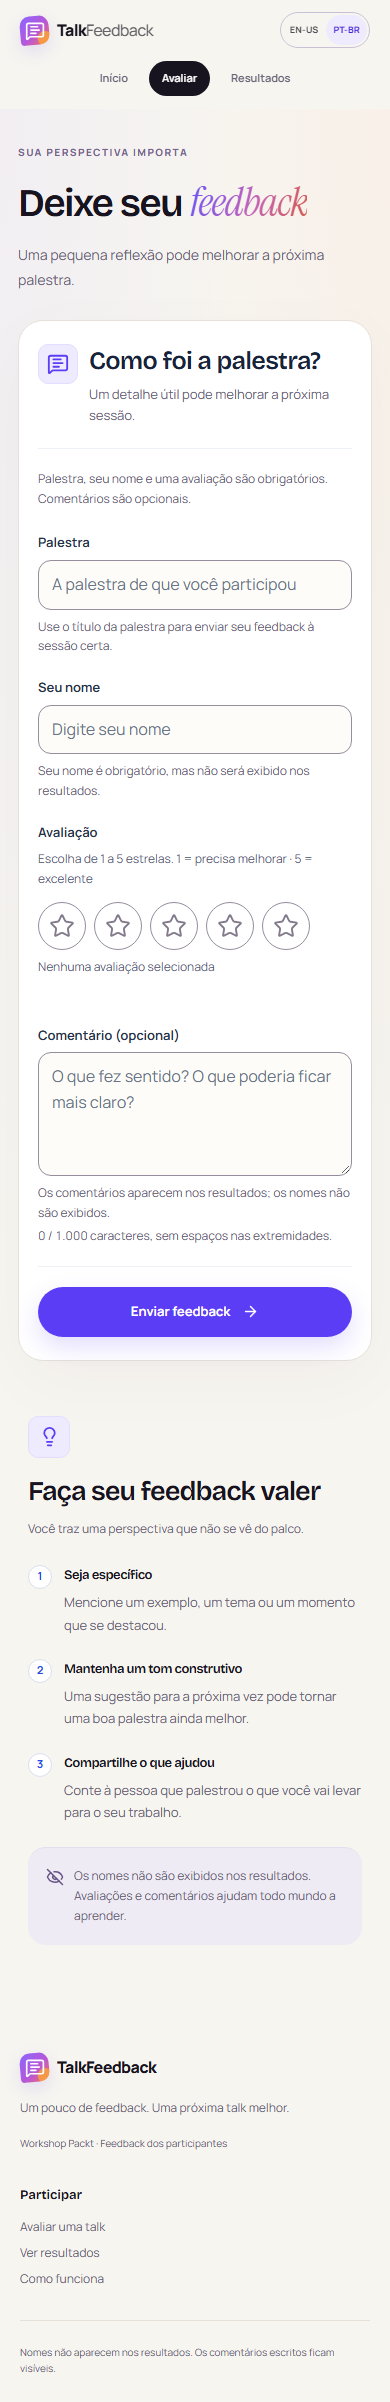 TalkFeedback
EN-US PT-BR
Início Avaliar Resultados
SUA PERSPECTIVA IMPORTA
Deixe seu feedback
Uma pequena reflexão pode melhorar a próxima
palestra.
Como foi a palestra?
Um detalhe útil pode melhorar a próxima
sessão.
Palestra, seu nome e uma avaliação são obrigatórios.
Comentários são opcionais.
Palestra
A palestra de que você participou
Use o título da palestra para enviar seu feedback à
sessão certa.
Seu nome
Digite seu nome
Seu nome é obrigatório, mas não será exibido nos
resultados.
Avaliação
Escolha de 1 a 5 estrelas. 1 = precisa melhorar · 5 =
excelente
Nenhuma avaliação selecionada
Comentário (opcional)
O que fez sentido? O que poderia ficar
mais claro?
Os comentários aparecem nos resultados; os nomes não
são exibidos.
0 / 1.000 caracteres, sem espaços nas extremidades.
Enviar feedback
Faça seu feedback valer
Você traz uma perspectiva que não se vê do palco.
1 Seja específico
Mencione um exemplo, um tema ou um momento
que se destacou.
2 Mantenha um tom construtivo
Uma sugestão para a próxima vez pode tornar
uma boa palestra ainda melhor.
3 Compartilhe o que ajudou
Conte à pessoa que palestrou o que você vai levar
para o seu trabalho.
Os nomes não são exibidos nos resultados.
Avaliações e comentários ajudam todo mundo a
aprender.
TalkFeedback
Um pouco de feedback. Uma próxima talk melhor.
Workshop Packt · Feedback dos participantes
Participar
Avaliar uma talk
Ver resultados
Como funciona
Nomes não aparecem nos resultados. Os comentários escritos ficam
visíveis.